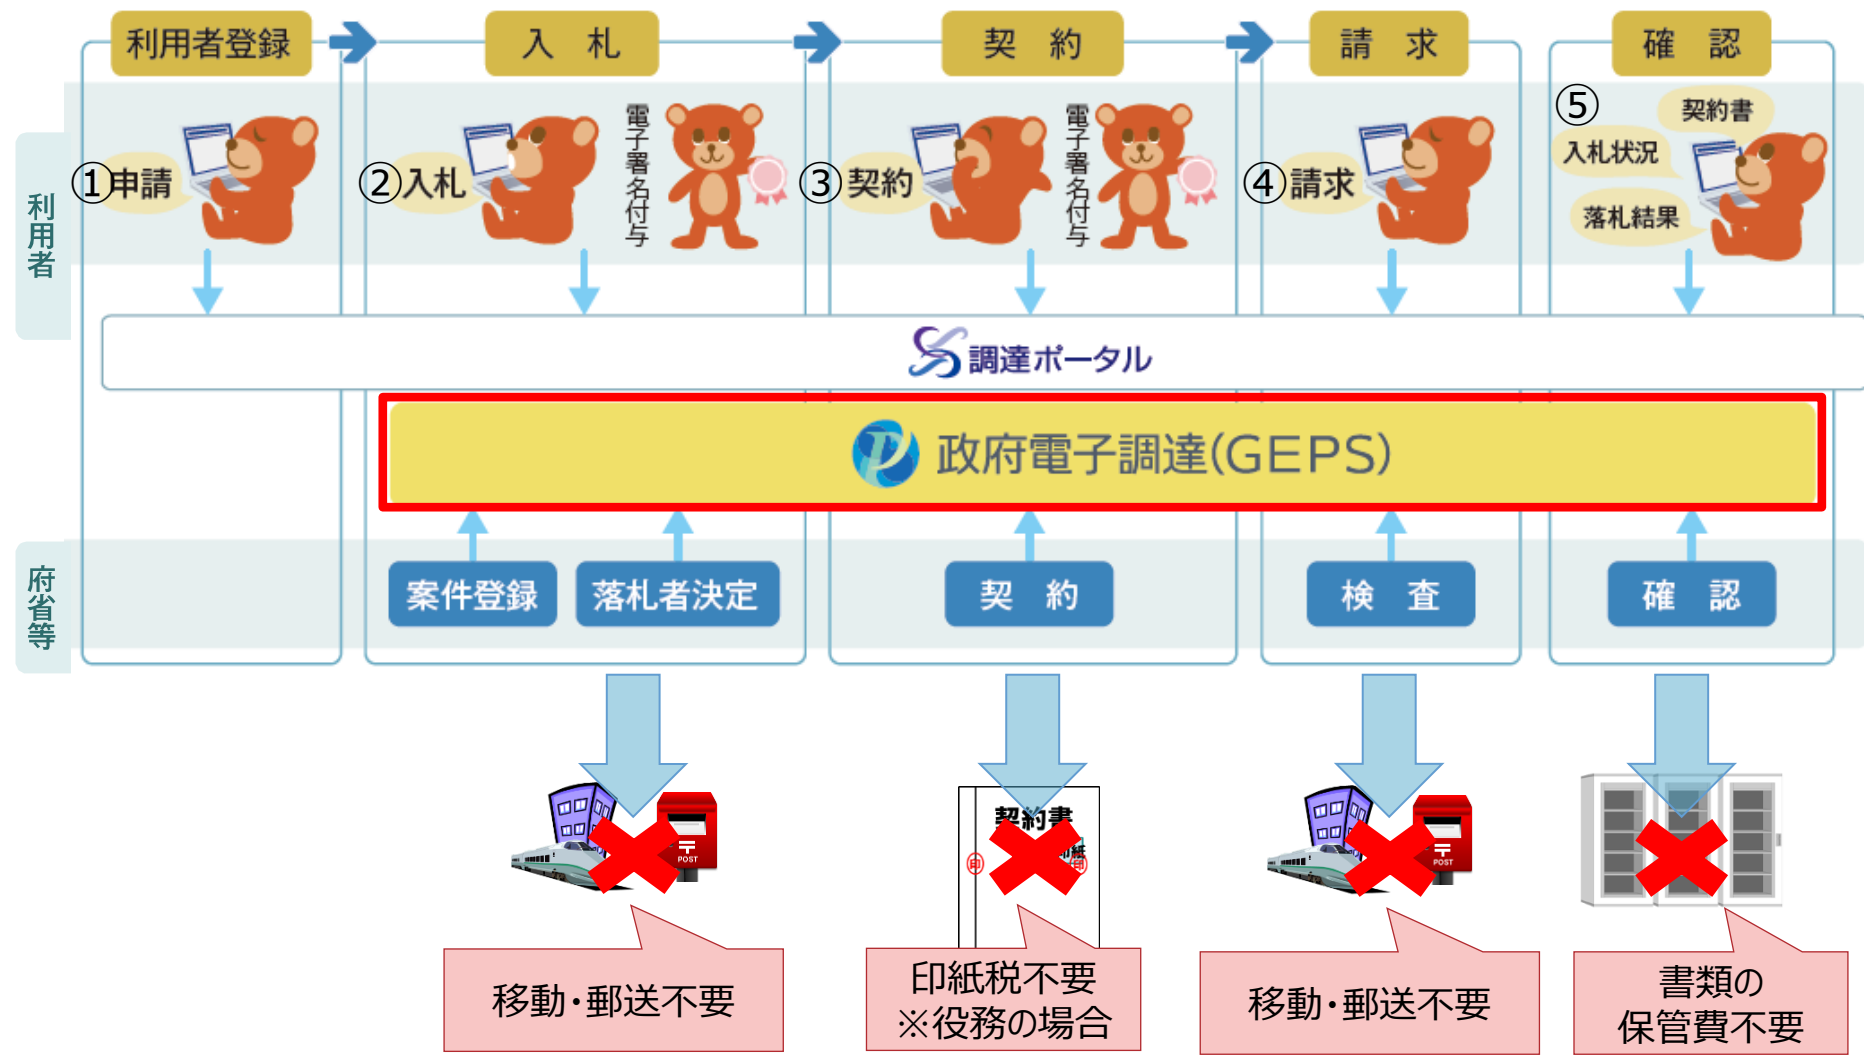 利用者登録
入 札
契 約
請 求
確 認
利用者
①申請
②入札
電子署名付与
③契約
電子署名付与
④請求
⑤
契約書
入札状況
落札結果
調達ポータル
政府電子調達(GEPS)
府省等
案件登録
落札者決定
契 約
検 査
確 認
〒
POST
契約書
印紙
印
印
〒
POST
移動・郵送不要
印紙税不要
※役務の場合
移動・郵送不要
書類の
保管費不要